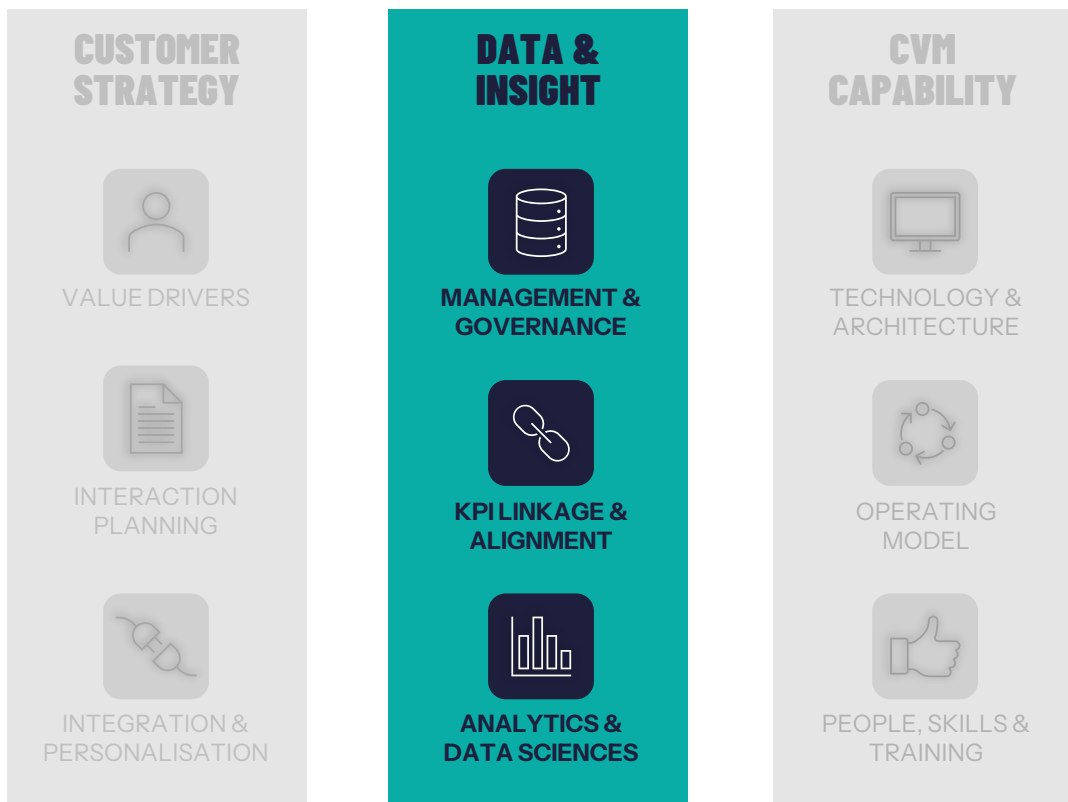 CUSTOMER
STRATEGY
VALUE DRIVERS
INTERACTION
PLANNING
INTEGRATION &
PERSONALISATION
DATA &
INSIGHT
MANAGEMENT &
GOVERNANCE
KPI LINKAGE &
ALIGNMENT
ANALYTICS &
DATA SCIENCES
CVM
CAPABILITY
TECHNOLOGY &
ARCHITECTURE
OPERATING
MODEL
PEOPLE, SKILLS &
TRAINING